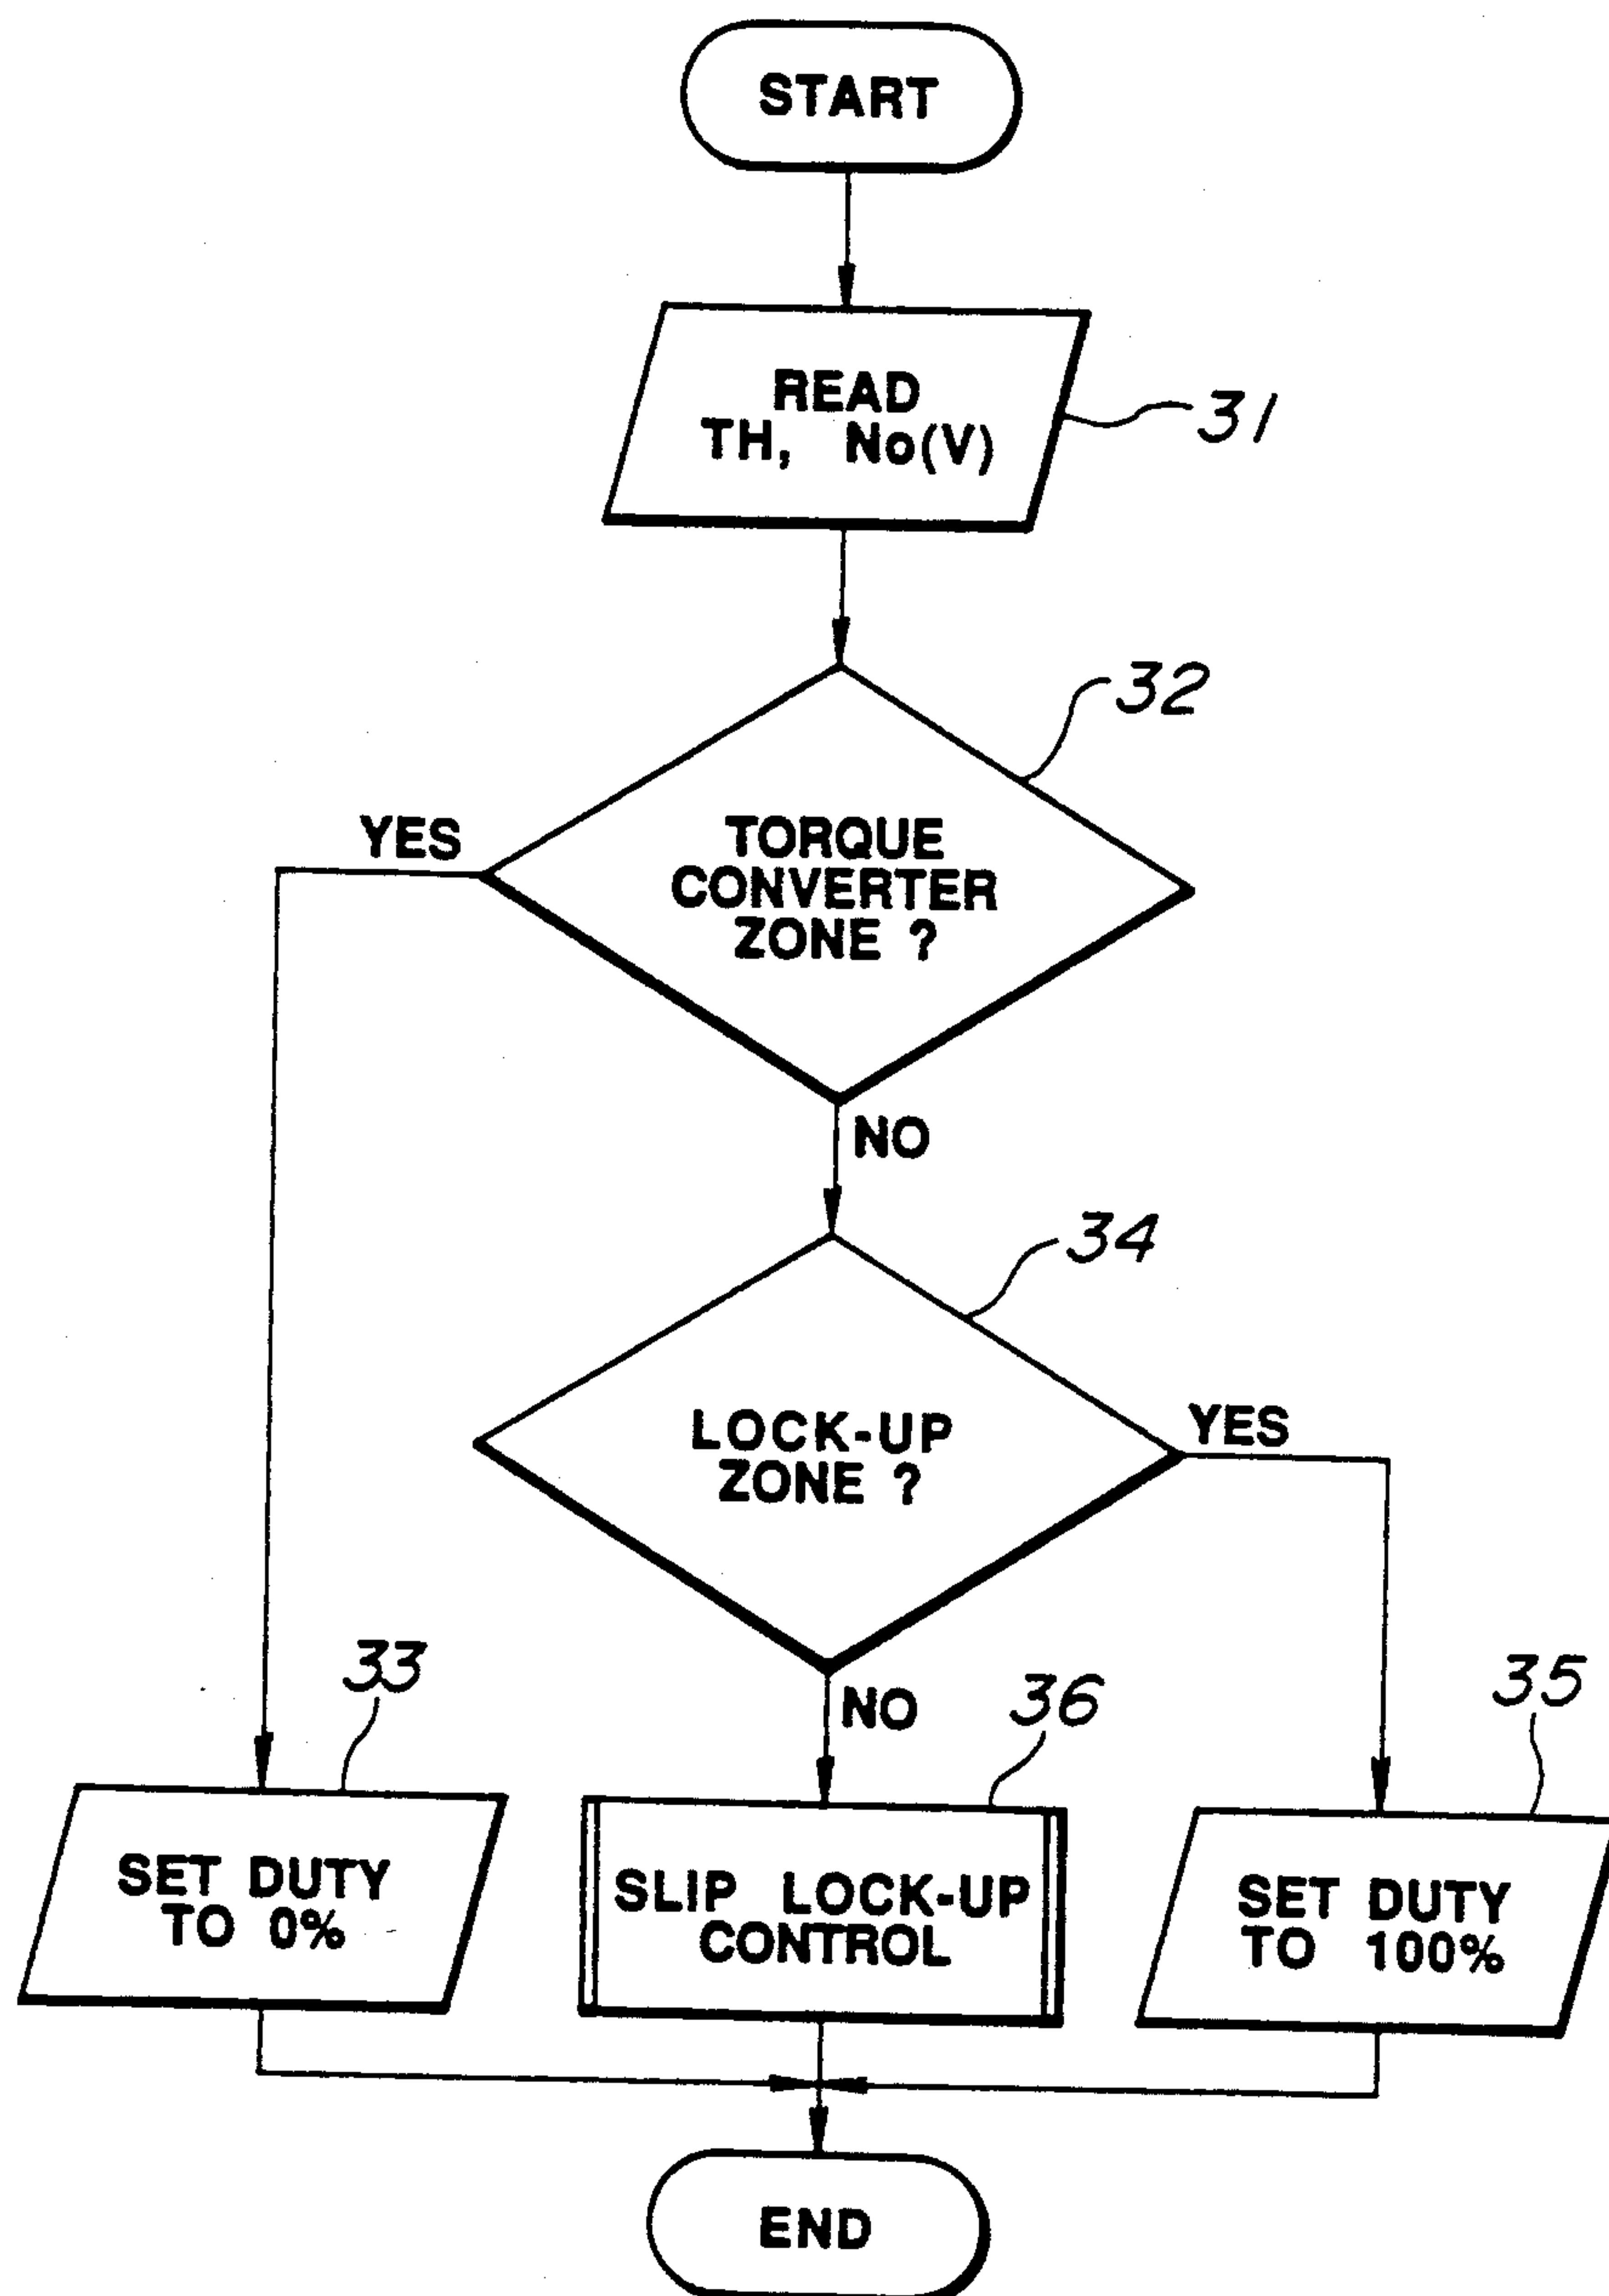 START
READ
TH, No(V)
31
32
YES
TORQUE
CONVERTER
ZONE ?
NO
34
LOCK-UP
ZONE ?
YES
33
NO
36
35
SET DUTY
TO 0%
SLIP LOCK-UP
CONTROL
SET DUTY
TO 100%
END